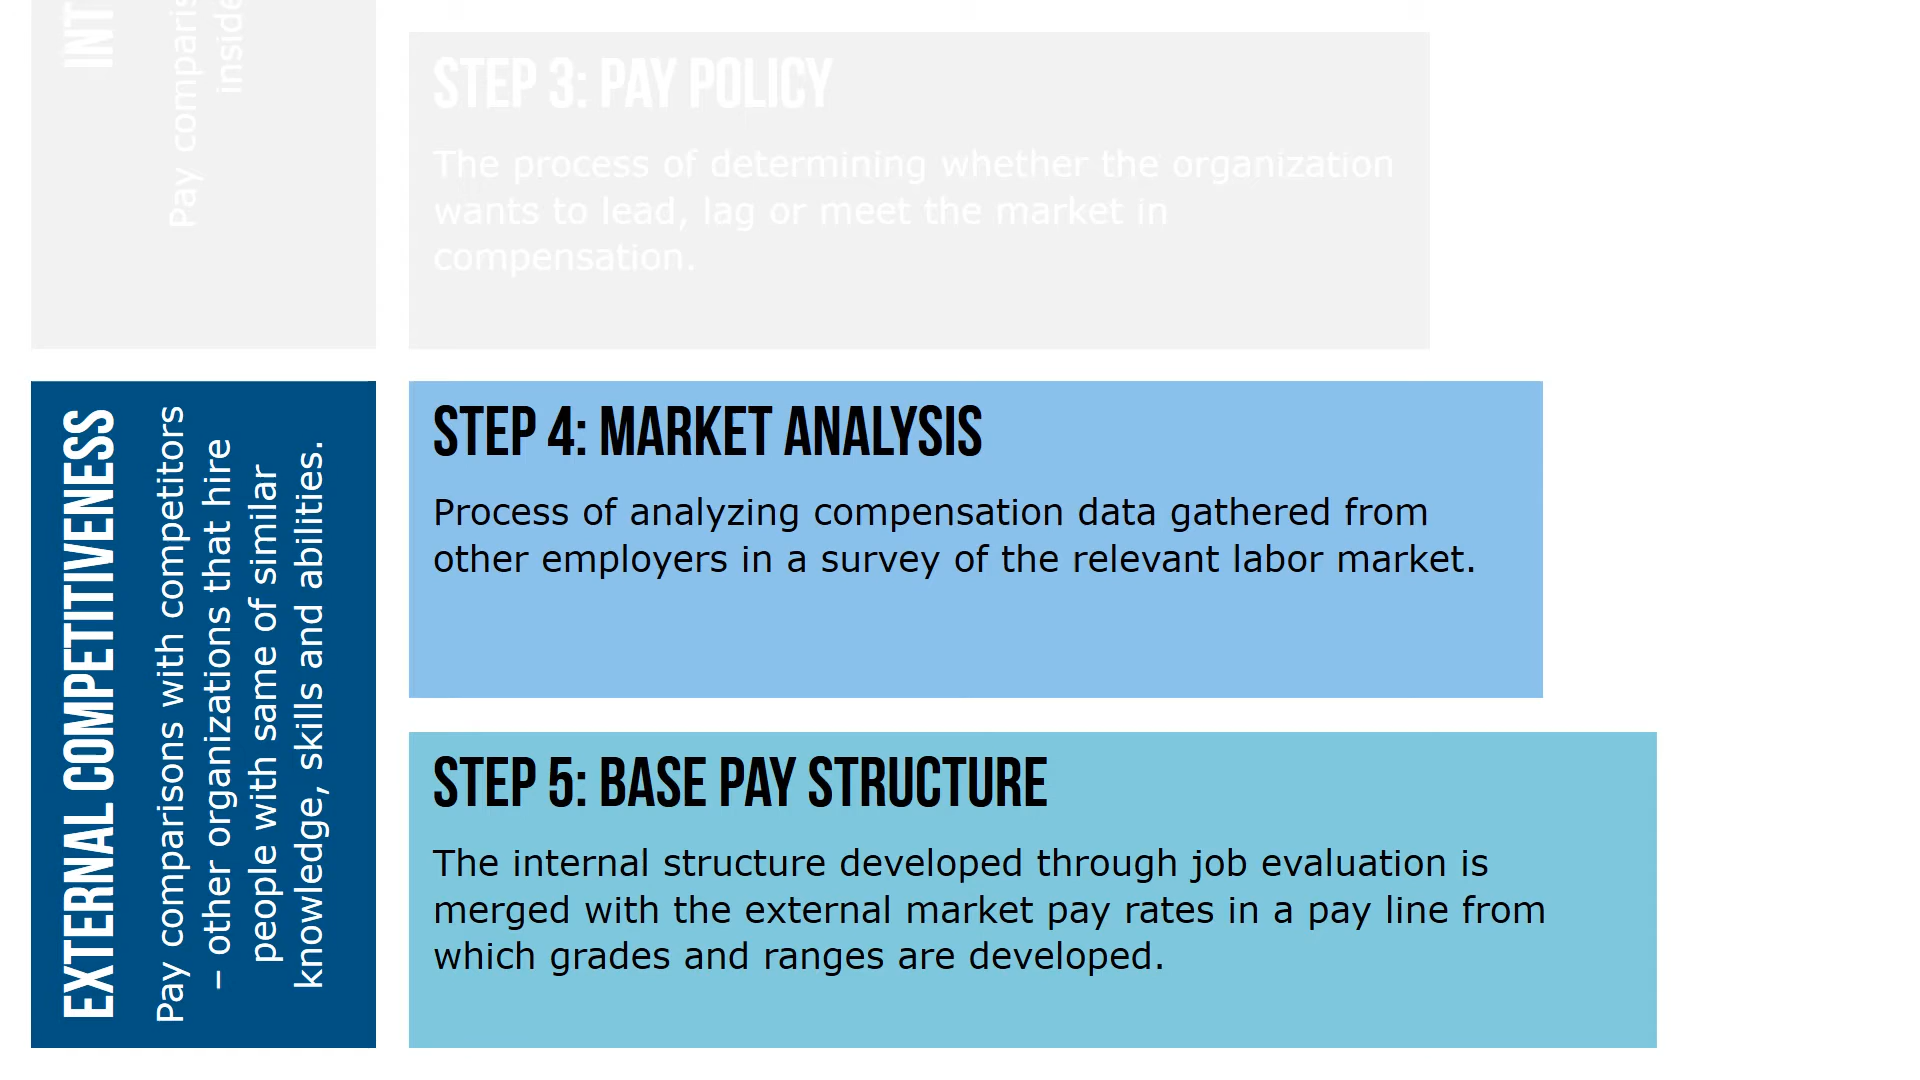 INT
Pay comparis
inside
STEP 3: PAY POLICY
The process of determining whether the organization
wants to lead, lag or meet the market in
compensation.
EXTERNAL COMPETITIVENESS
Pay comparisons with competitors
– other organizations that hire
people with same of similar
knowledge, skills and abilities.
STEP 4: MARKET ANALYSIS
Process of analyzing compensation data gathered from
other employers in a survey of the relevant labor market.
STEP 5: BASE PAY STRUCTURE
The internal structure developed through job evaluation is
merged with the external market pay rates in a pay line from
which grades and ranges are developed.